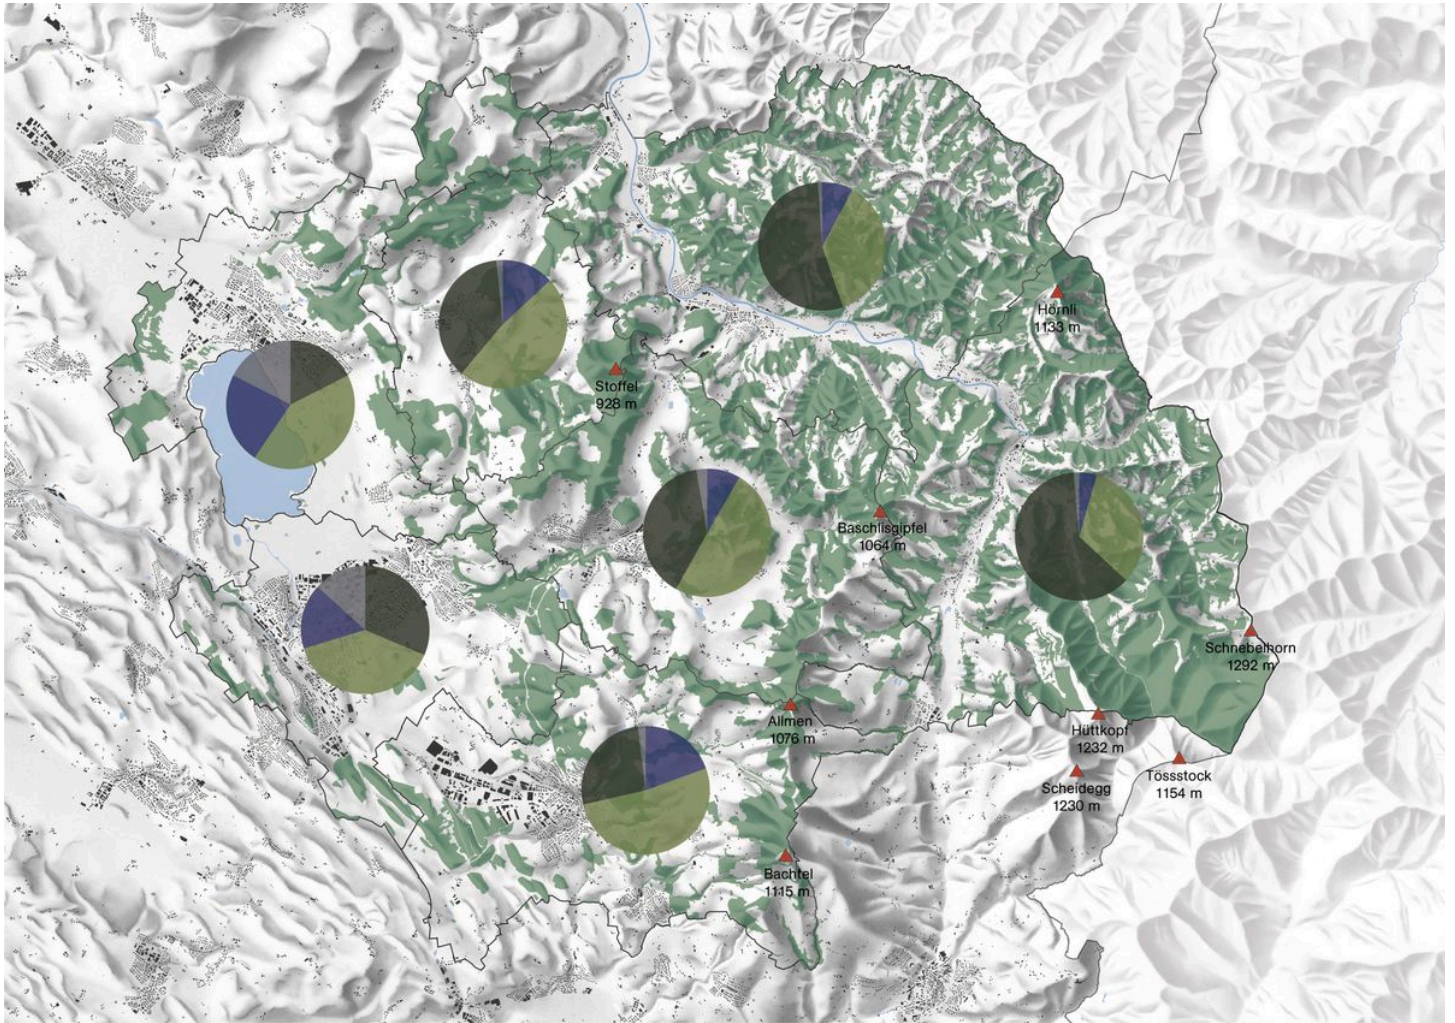 Hörnli
1133 m
Stoffel
928 m
Baschlisgipfel
1064 m
Schnebelhorn
1292 m
Allmen
1076 m
Hüttkopf
1232 m
Scheidegg
1230 m
Tössstock
1154 m
Bachtel
1115 m